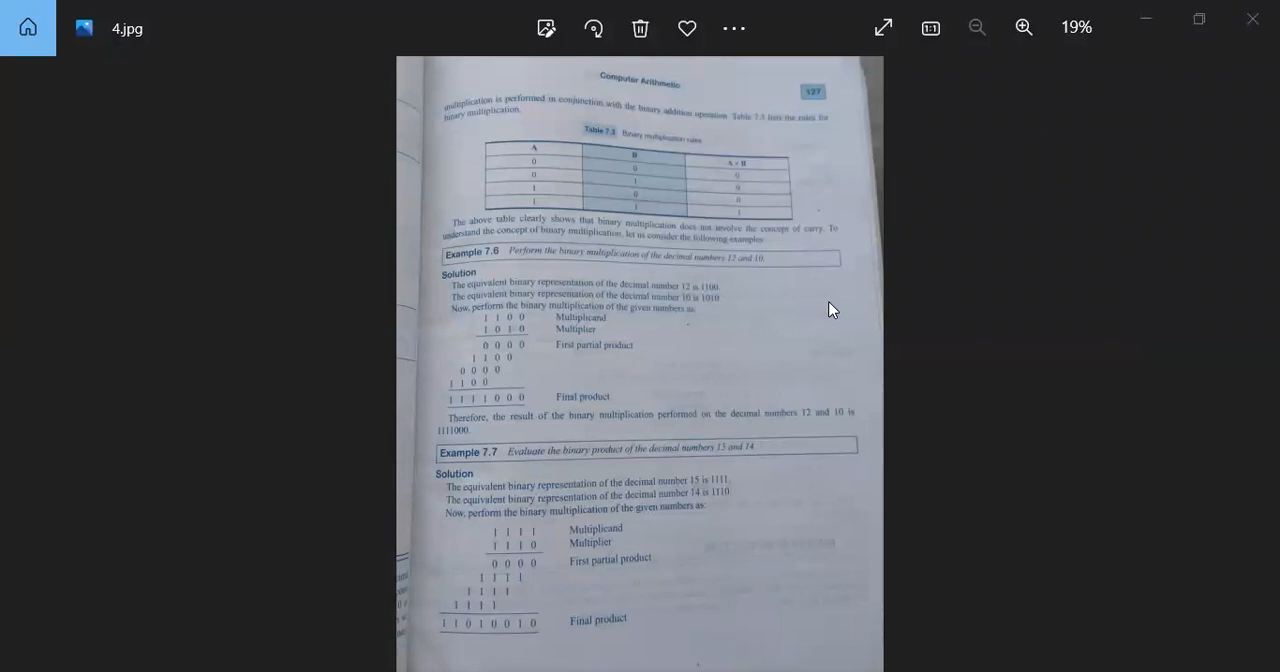 4.jpg
19%
Computer Arithmetic
127
multiplication is performed in conjunction with the binary addition operation. Table 7.3 lists the rules for
binary multiplication.
Table 7.3 Binary multiplication rules
A B A × B
0 0 0
0 1 0
1 0 0
1 1 1
The above table clearly shows that binary multiplication does not involve the concept of carry. To
understand the concept of binary multiplication, let us consider the following examples
Example 7.6 Perform the binary multiplication of the decimal numbers 12 and 10.
Solution
The equivalent binary representation of the decimal number 12 is 1100.
The equivalent binary representation of the decimal number 10 is 1010.
Now, perform the binary multiplication of the given numbers as:
1 1 0 0 Multiplicand
1 0 1 0 Multiplier
0 0 0 0 First partial product
1 1 0 0
0 0 0 0
1 1 0 0
1 1 1 1 0 0 0 Final product
Therefore, the result of the binary multiplication performed on the decimal numbers 12 and 10 is
1111000.
Example 7.7 Evaluate the binary product of the decimal numbers 15 and 14
Solution
The equivalent binary representation of the decimal number 15 is 1111.
The equivalent binary representation of the decimal number 14 is 1110.
Now, perform the binary multiplication of the given numbers as:
1 1 1 1 Multiplicand
1 1 1 0 Multiplier
0 0 0 0 First partial product
1 1 1 1
1 1 1 1
1 1 1 1
1 1 0 1 0 0 1 0 Final product